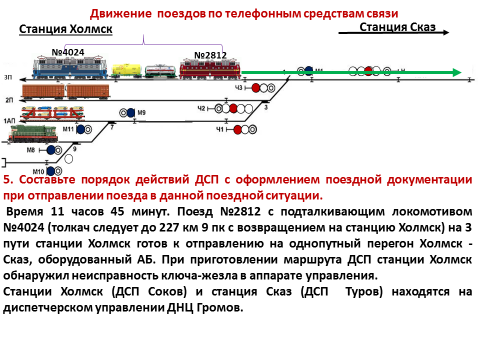 Движение поездов по телефонным средствам связи
Станция Холмск
Станция Сказ
№4024
№2812
3П
Ч3
2П
Ч2
3
М9
1АП
М11
7
Ч1
М8
9
М10
5. Составьте порядок действий ДСП с оформлением поездной документации
при отправлении поезда в данной поездной ситуации.
Время 11 часов 45 минут. Поезд №2812 с подталкивающим локомотивом
№4024 (толкач следует до 227 км 9 пк с возвращением на станцию Холмск) на 3
пути станции Холмск готов к отправлению на однопутный перегон Холмск -
Сказ, оборудованный АБ. При приготовлении маршрута ДСП станции Холмск
обнаружил неисправность ключа-жезла в аппарате управления.
Станции Холмск (ДСП Соков) и станция Сказ (ДСП Туров) находятся на
диспетчерском управлении ДНЦ Громов.